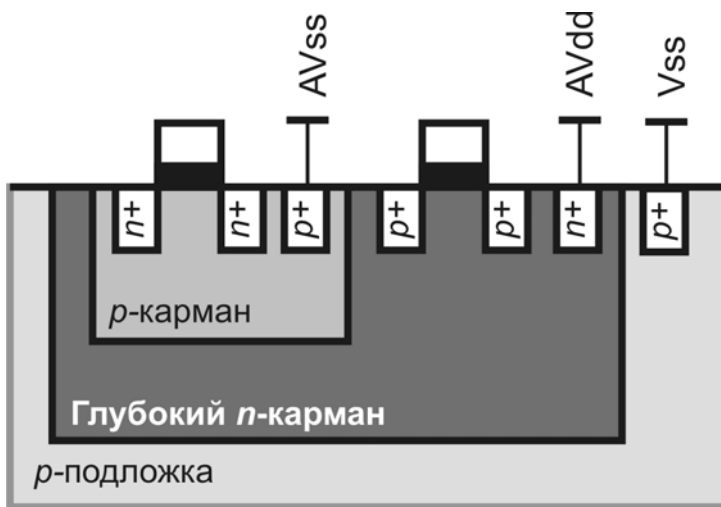 AVss
AVdd
Vss
n+
n+
p+
p+
p+
n+
p+
p-карман
Глубокий n-карман
p-подложка